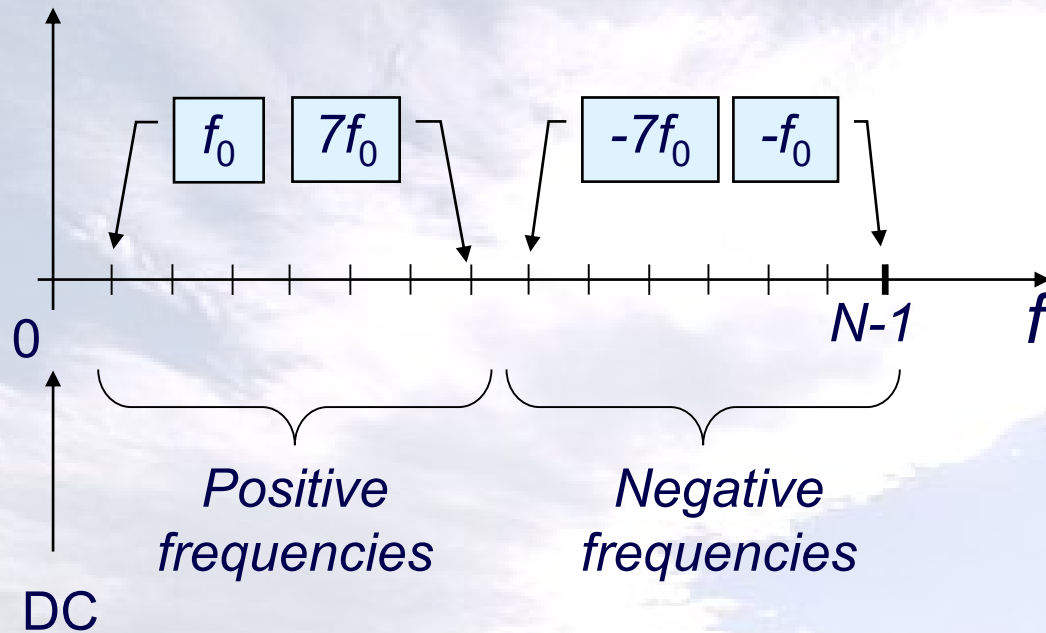 f₀ 7f₀ -7f₀ -f₀
0 N-1 f
Positive Negative
frequencies frequencies
DC